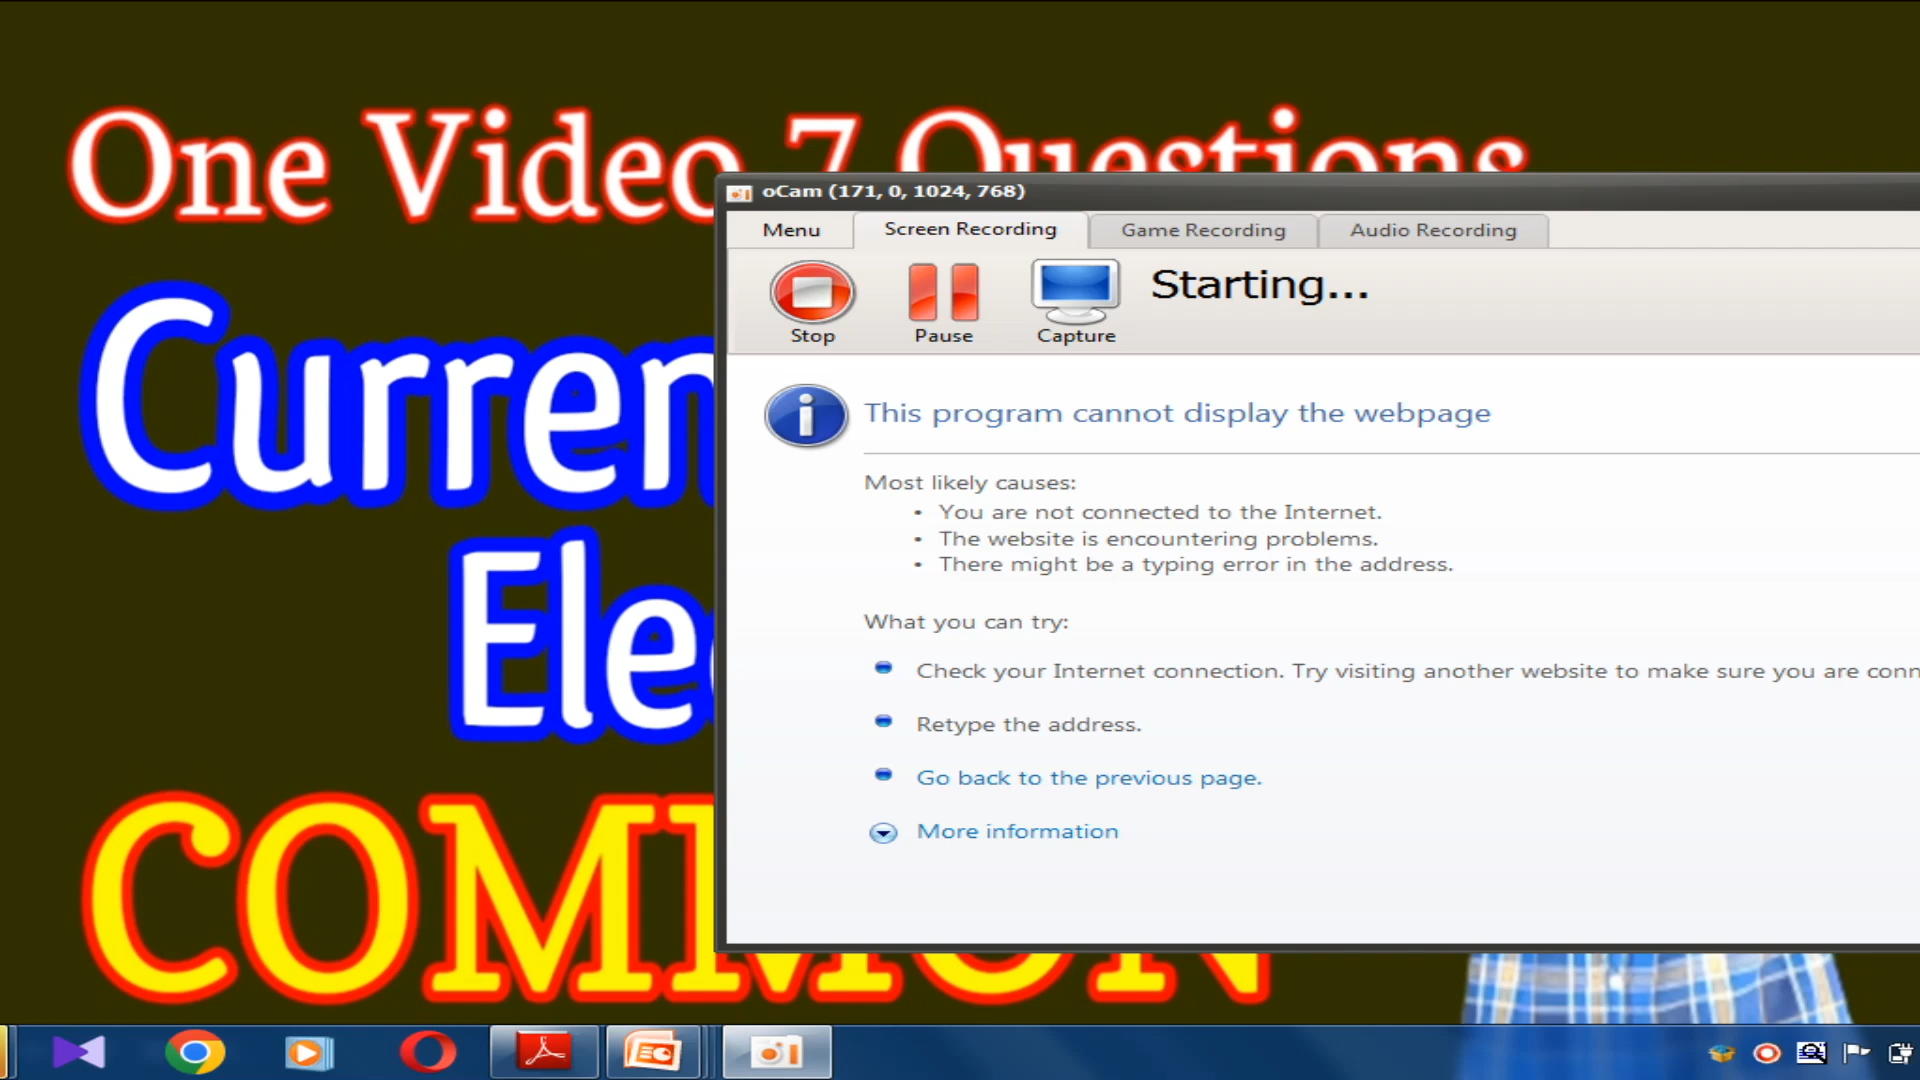 One Video 7 Questions
oCam (171, 0, 1024, 768)
Menu
Screen Recording
Game Recording
Audio Recording
Stop
Pause
Capture
Starting...
This program cannot display the webpage
Most likely causes:
• You are not connected to the Internet.
• The website is encountering problems.
• There might be a typing error in the address.
What you can try:
Check your Internet connection. Try visiting another website to make sure you are conn
Retype the address.
Go back to the previous page.
More information
Curren
Ele
COMMON